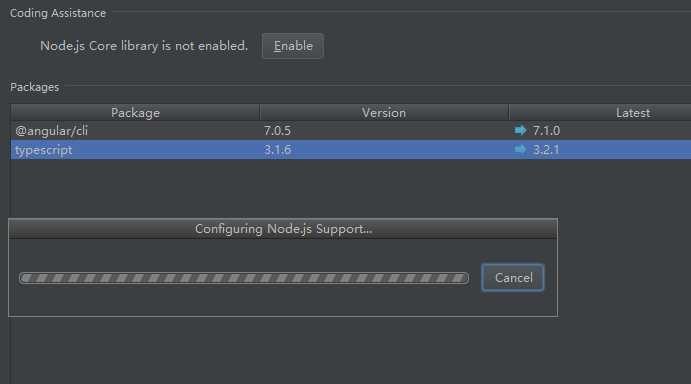 Coding Assistance
Node.js Core library is not enabled. Enable
Packages
Package Version Latest
@angular/cli 7.0.5 7.1.0
typescript 3.1.6 3.2.1
Configuring Node.js Support...
Cancel